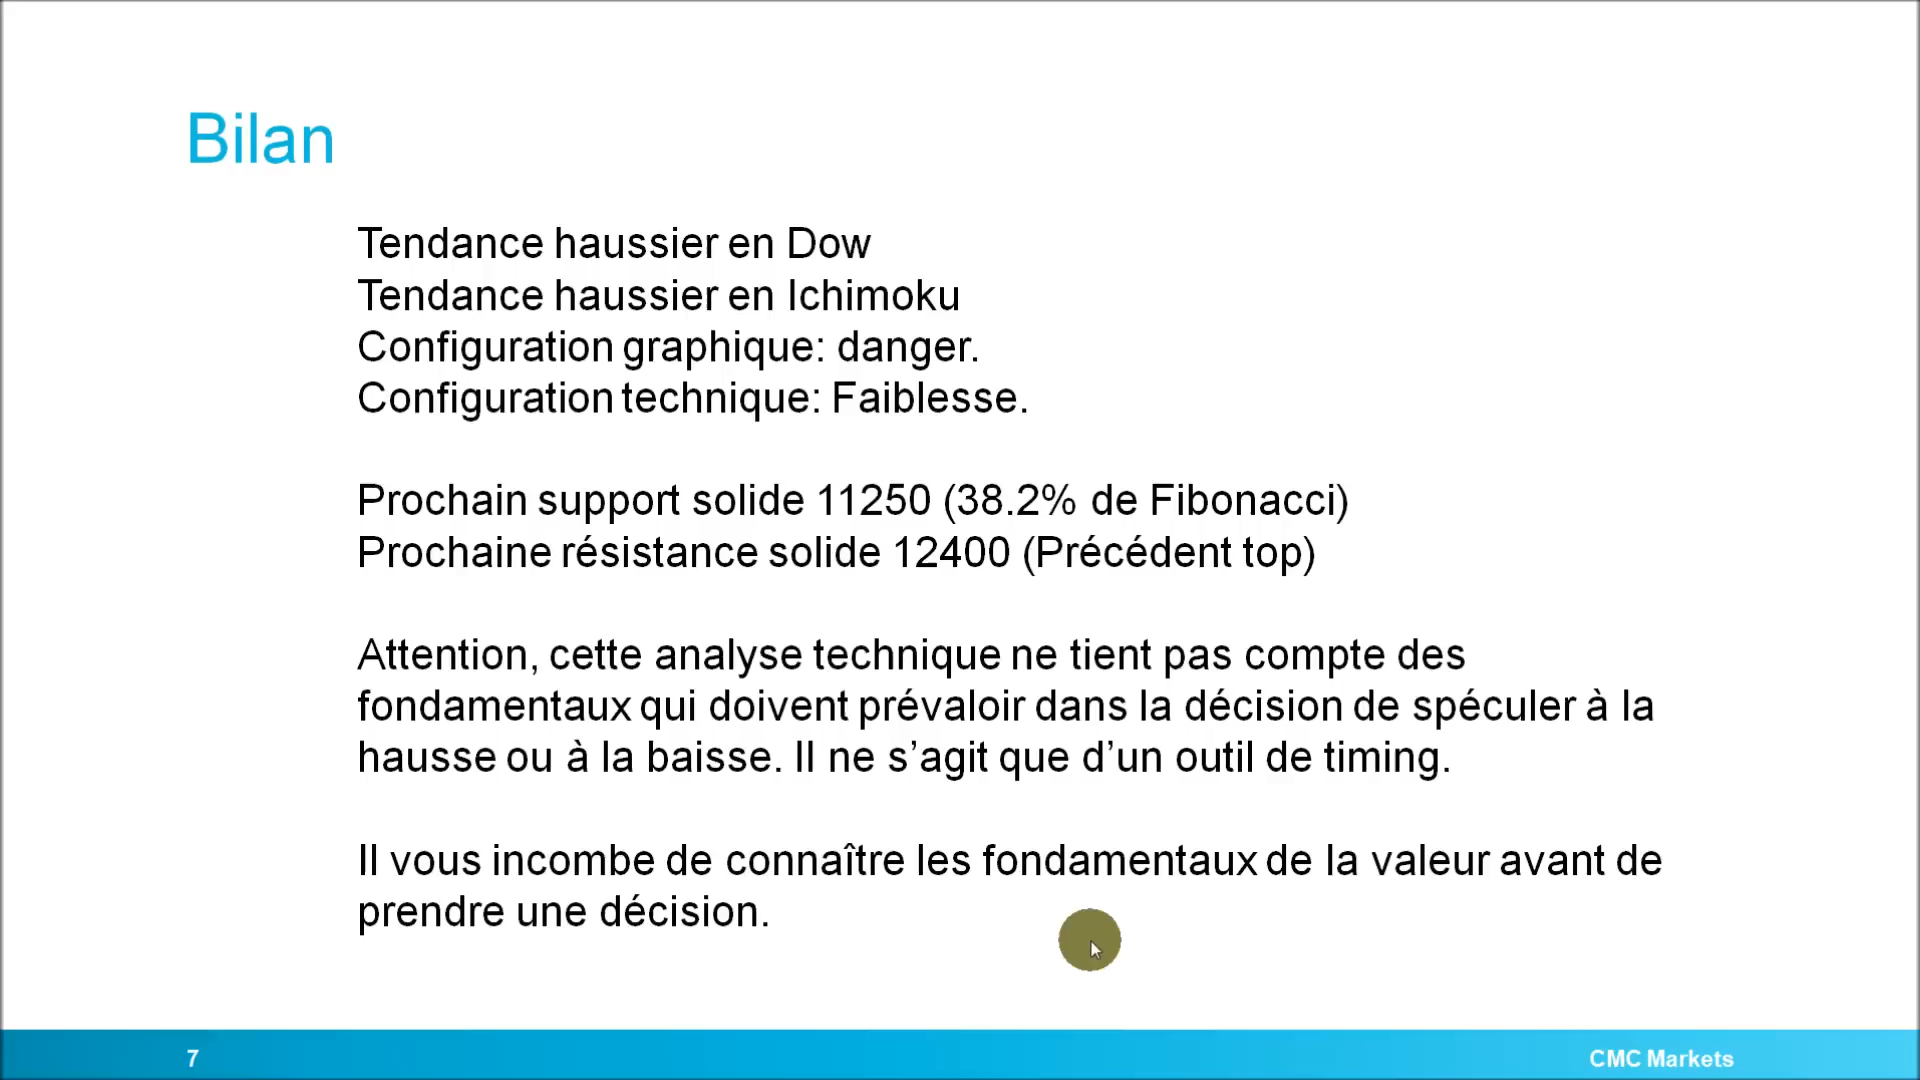 Bilan
Tendance haussier en Dow
Tendance haussier en Ichimoku
Configuration graphique: danger.
Configuration technique: Faiblesse.
Prochain support solide 11250 (38.2% de Fibonacci)
Prochaine résistance solide 12400 (Précédent top)
Attention, cette analyse technique ne tient pas compte des
fondamentaux qui doivent prévaloir dans la décision de spéculer à la
hausse ou à la baisse. Il ne s’agit que d’un outil de timing.
Il vous incombe de connaître les fondamentaux de la valeur avant de
prendre une décision.
7
CMC Markets